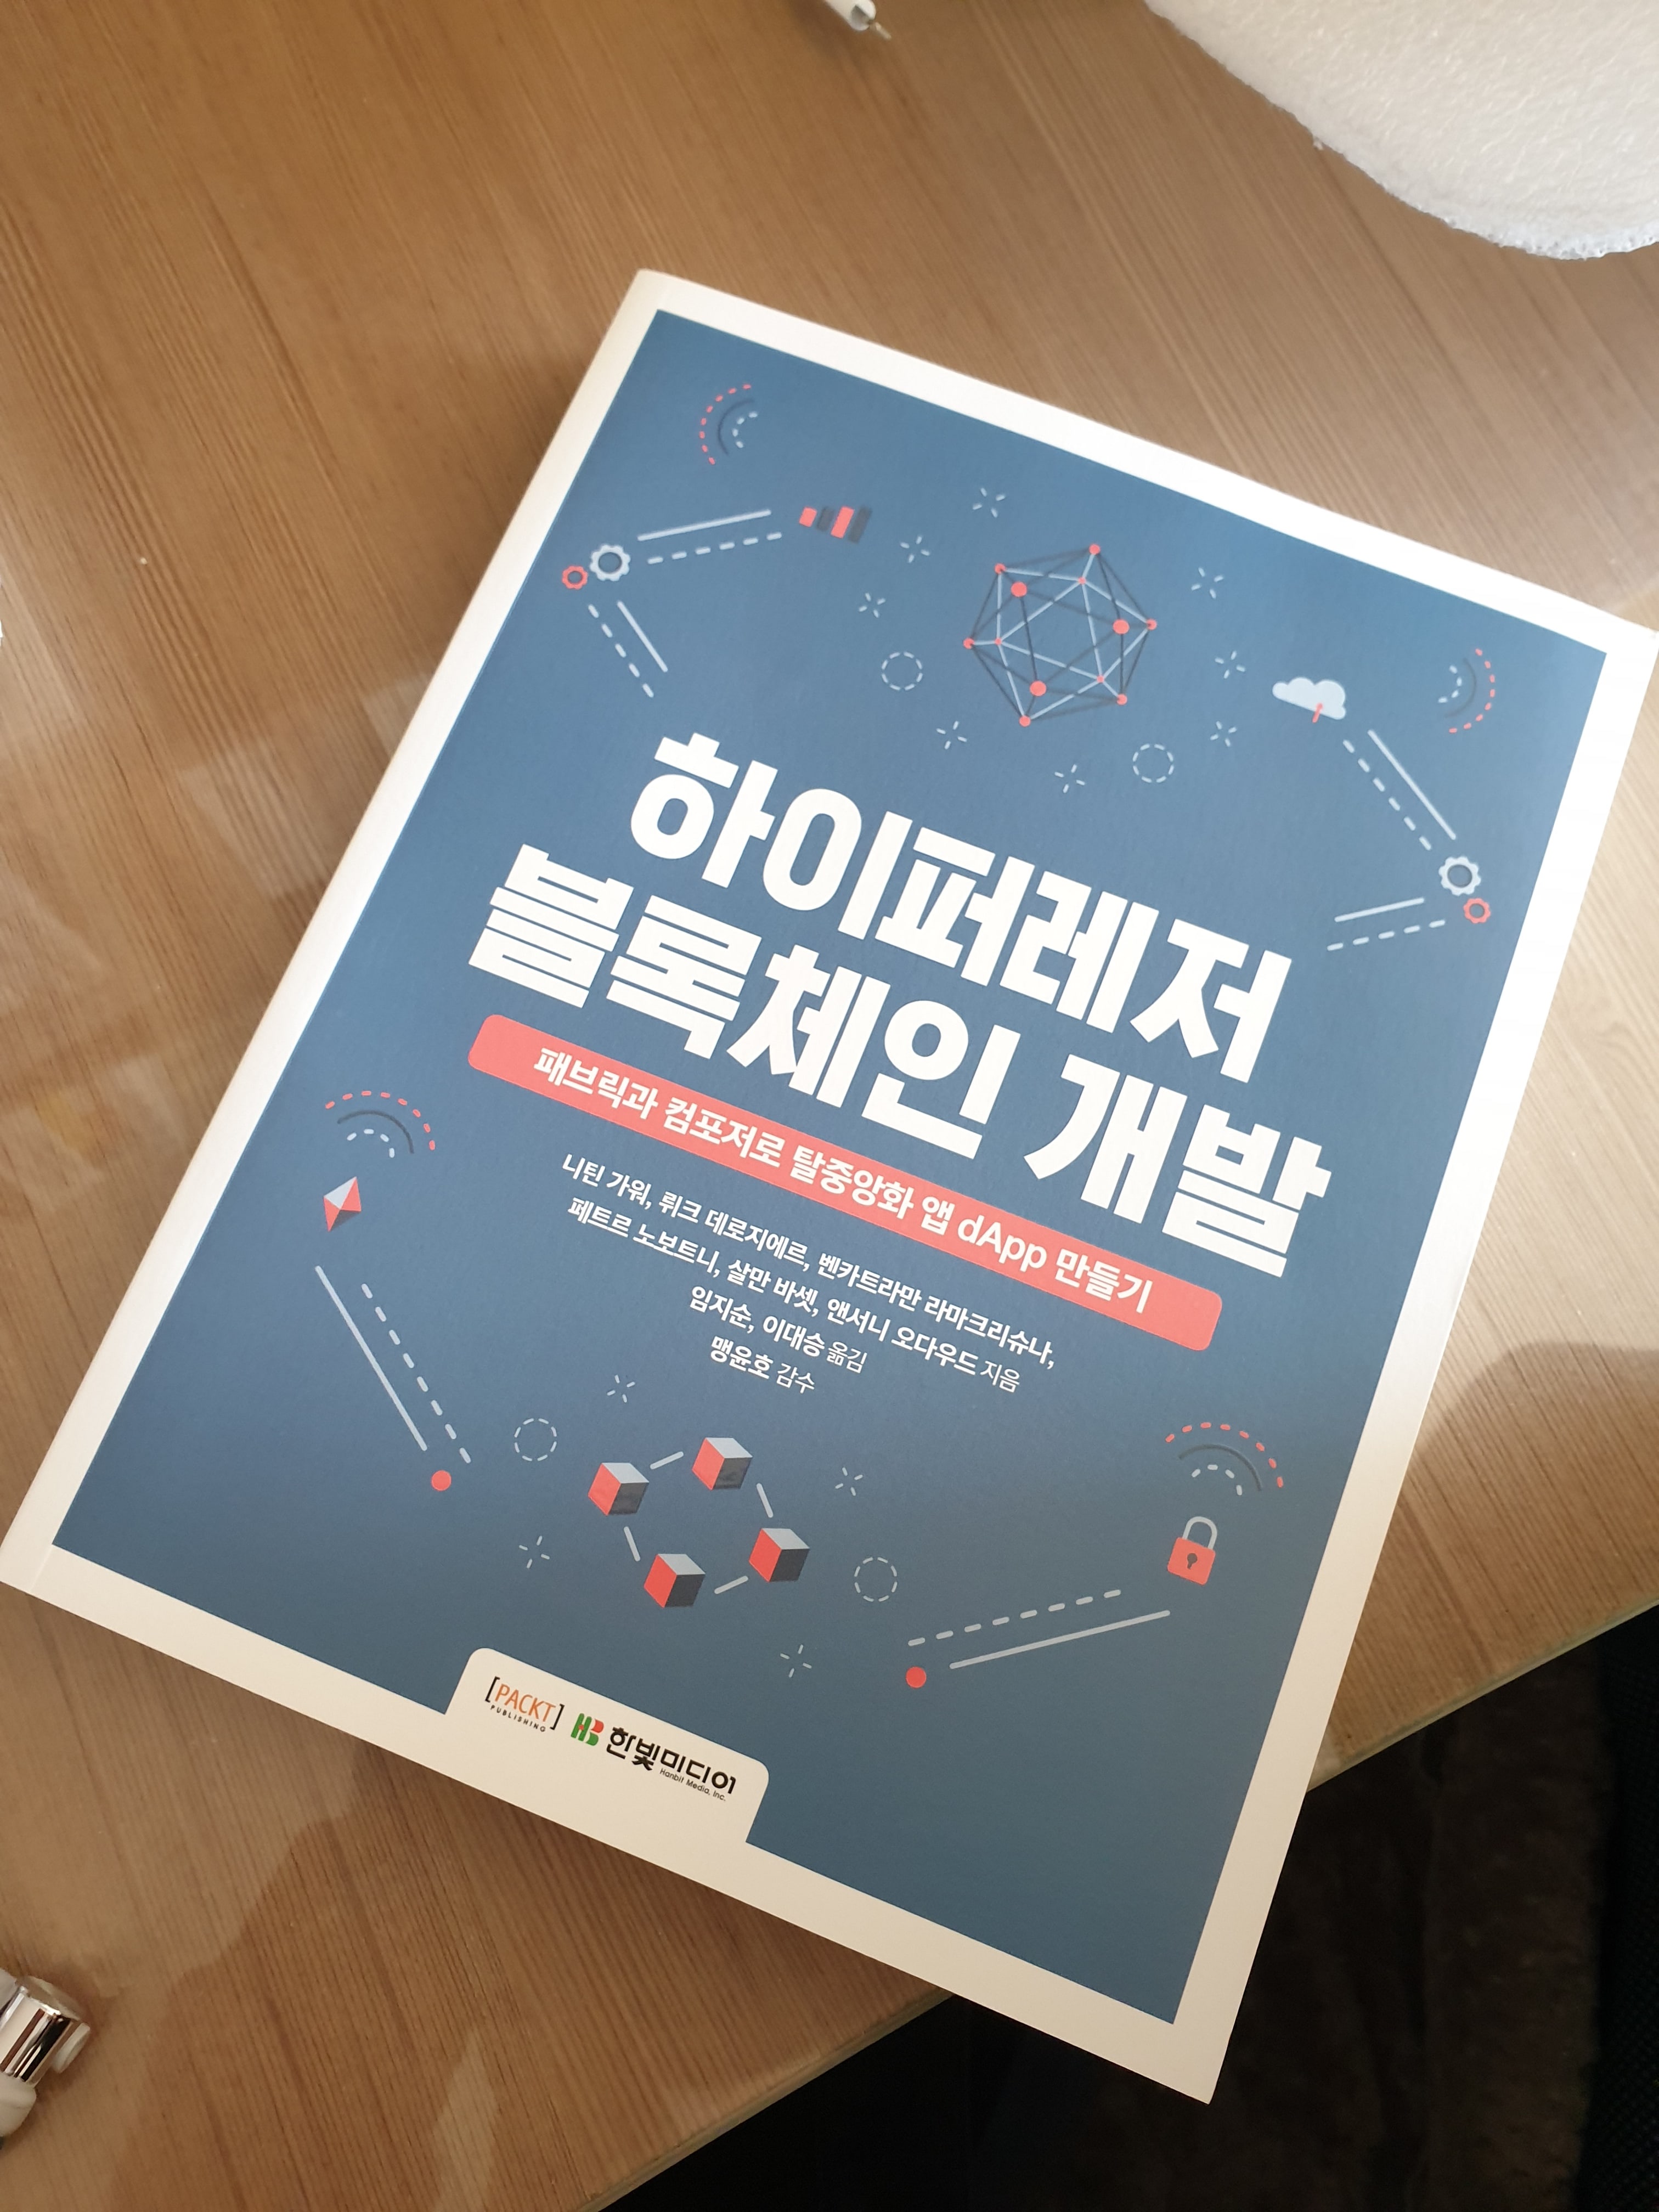 하이퍼레저
블록체인 개발
패브릭과 컴포저로 탈중앙화 앱 dApp 만들기
니틴 가워, 뤼크 데로지에르, 벤카트라만 라마크리슈나,
페트르 노보트니, 살만 바셋, 앤서니 오다우드 지음
임지순, 이대승 옮김
맹윤호 감수
[PACKT]
PUBLISHING
HB 한빛미디어
Hanbit Media, Inc.